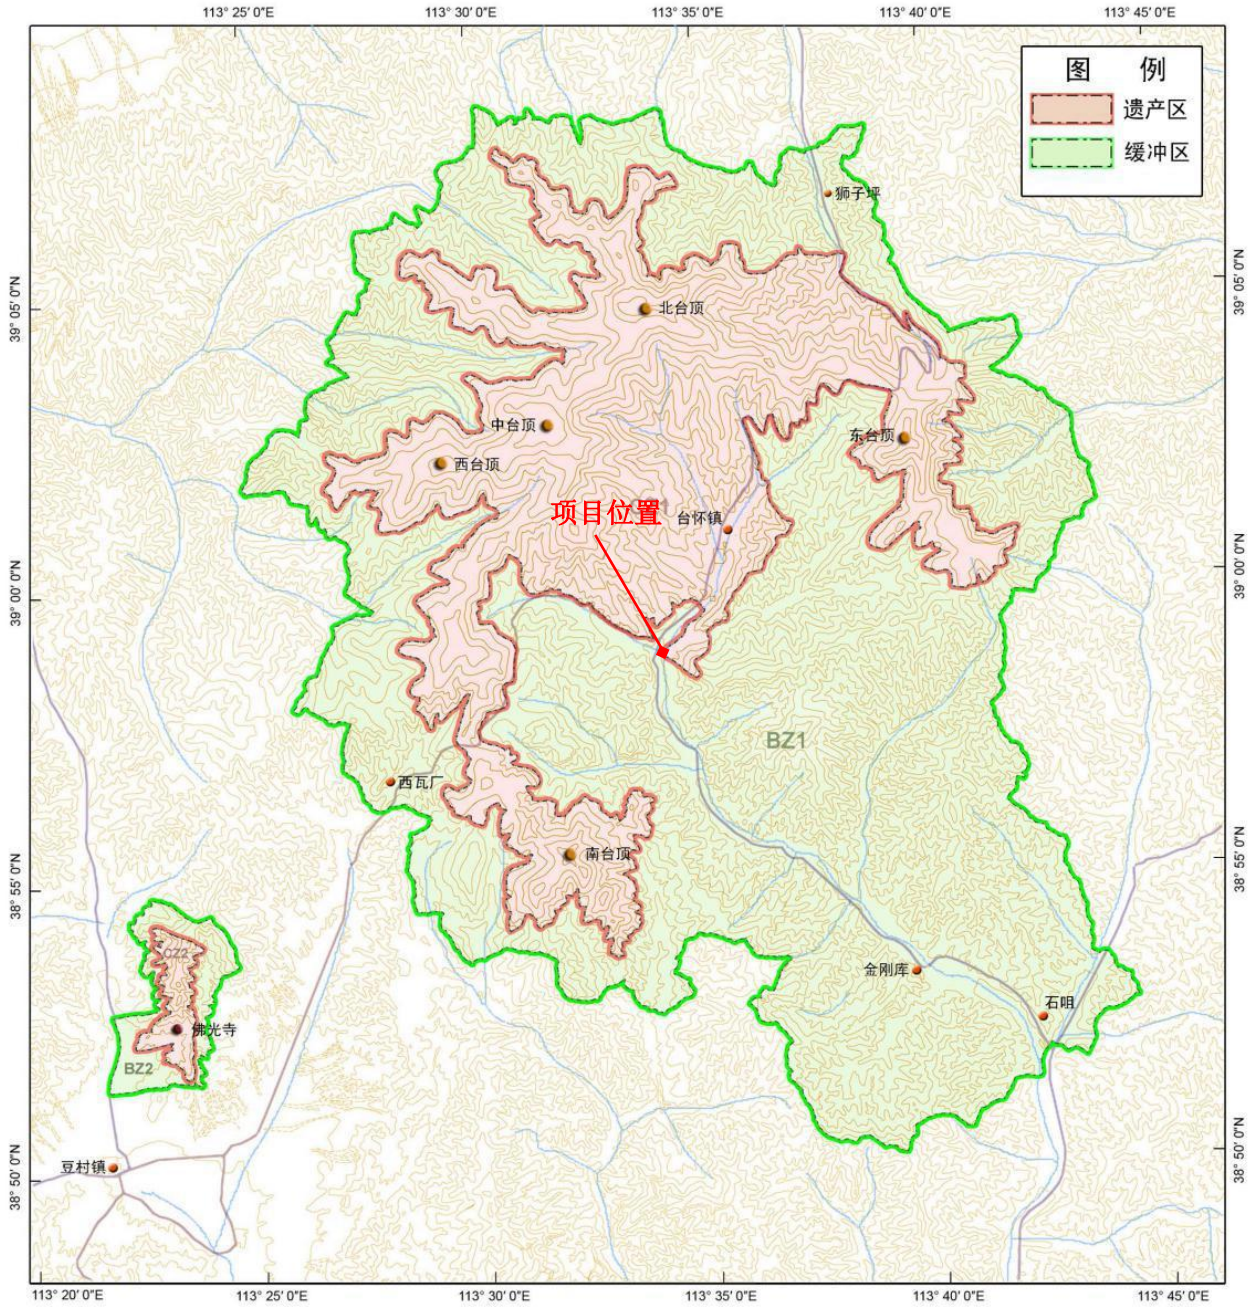 113° 25′ 0″E
113° 30′ 0″E
113° 35′ 0″E
113° 40′ 0″E
113° 45′ 0″E
图 例
遗产区
缓冲区
狮子坪
39° 05′ 0″N
39° 05′ 0″N
北台顶
中台顶
东台顶
西台顶
项目位置
台怀镇
39° 00′ 0″N
39° 00′ 0″N
BZ1
西瓦厂
南台顶
38° 55′ 0″N
38° 55′ 0″N
CZ2
金刚库
石咀
佛光寺
BZ2
豆村镇
38° 50′ 0″N
38° 50′ 0″N
113° 20′ 0″E
113° 25′ 0″E
113° 30′ 0″E
113° 35′ 0″E
113° 40′ 0″E
113° 45′ 0″E